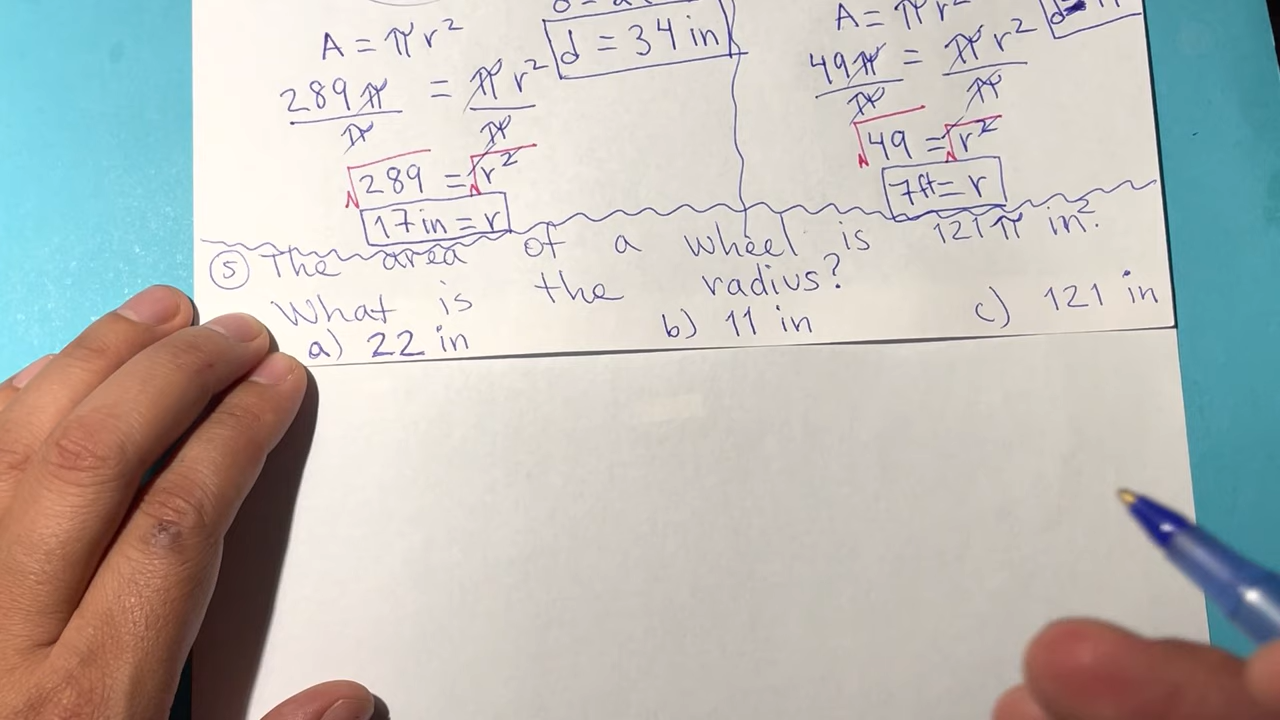 A = πr²
d = 34 in
289π/π = πr²/π
√289 = √r²
17 in = r
A = πr²
49π/π = πr²/π
√49 = √r²
7ft = r
⑤ The area of a wheel is 121π in².
What is the radius?
a) 22 in b) 11 in c) 121 in